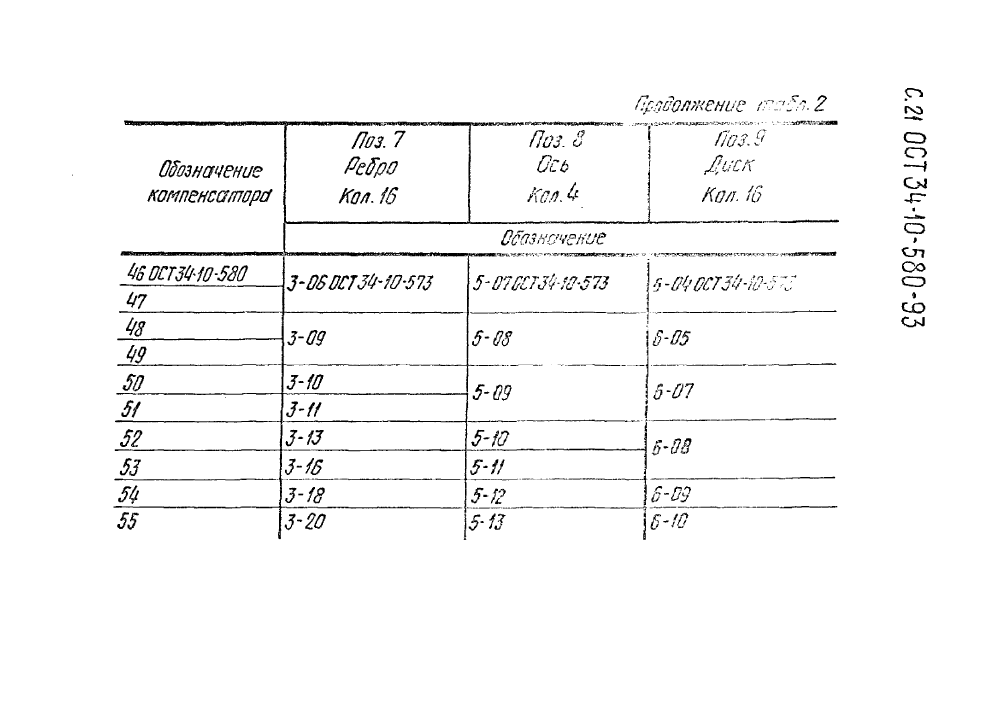 Продолжение табл. 2
Обозначение компенсатора
Поз. 7 Ребро Кол. 16
Поз. 8 Ось Кол. 4
Поз. 9 Диск Кол. 16
Обозначение
46 ОСТ 34-10-580
3-06 ОСТ 34-10-573
5-07 ОСТ 34-10-573
6-04 ОСТ 34-10-573
47
48
3-09
5-08
6-05
49
50
3-10
5-09
6-07
51
3-11
52
3-13
5-10
6-08
53
3-16
5-11
54
3-18
5-12
6-09
55
3-20
5-13
6-10
С.21 ОСТ 34-10-580-93